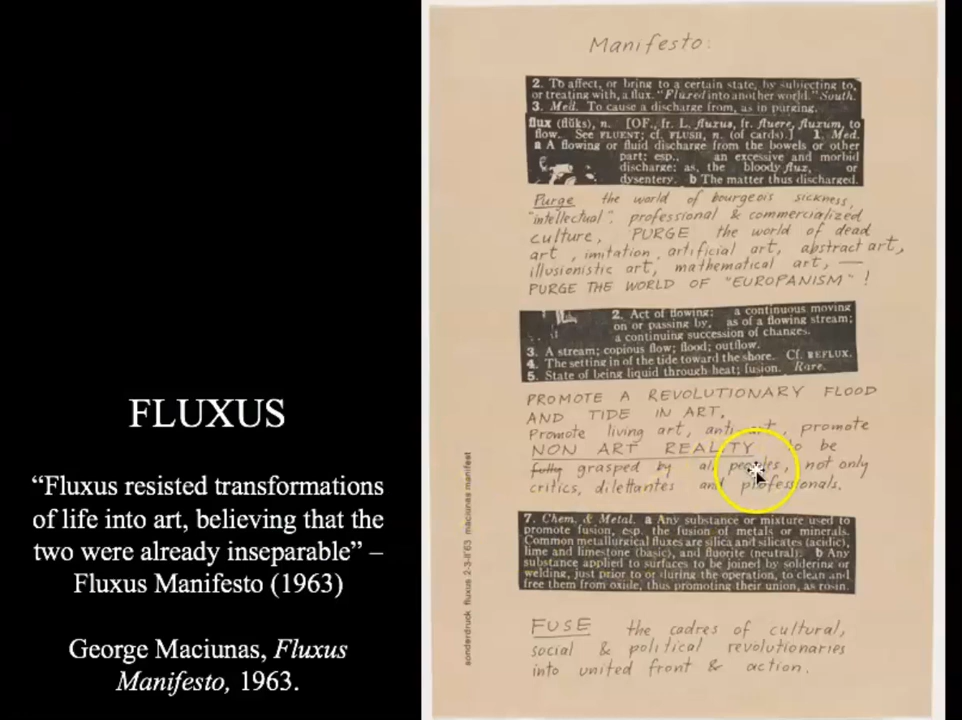 FLUXUS
“Fluxus resisted transformations
of life into art, believing that the
two were already inseparable” –
Fluxus Manifesto (1963)
George Maciunas, Fluxus
Manifesto, 1963.
Manifesto:
2. To affect, or bring to a certain state, by subjecting to,
or treating with, a flux. "Fluxed into another world." South.
3. Med. To cause a discharge from, as in purging.
flux (flŭks), n. [OF., fr. L. fluxus, fr. fluere, fluxum, to
flow. See FLUENT; cf. FLUSH, n. (of cards).] 1. Med.
a A flowing or fluid discharge from the bowels or other
part; esp., an excessive and morbid
discharge; as, the bloody flux, or
dysentery. b The matter thus discharged.
Purge the world of bourgeois sickness,
"intellectual", professional & commercialized
culture, PURGE the world of dead
art, imitation, artificial art, abstract art,
illusionistic art, mathematical art, —
PURGE THE WORLD OF "EUROPANISM"!
2. Act of flowing: a continuous moving
on or passing by, as of a flowing stream;
a continuing succession of changes.
3. A stream; copious flow; flood; outflow.
4. The setting in of the tide toward the shore. Cf. REFLUX.
5. State of being liquid through heat; fusion. Rare.
PROMOTE A REVOLUTIONARY FLOOD
AND TIDE IN ART,
Promote living art, anti art, promote
NON ART REALITY to be
fully grasped by all peoples, not only
critics, dilettantes and professionals.
7. Chem. & Metal. a Any substance or mixture used to
promote fusion, esp. the fusion of metals or minerals.
Common metallurgical fluxes are silica and silicates (acidic),
lime and limestone (basic), and fluorite (neutral). b Any
substance applied to surfaces to be joined by soldering or
welding, just prior to or during the operation, to clean and
free them from oxide, thus promoting their union, as rosin.
FUSE the cadres of cultural,
social & political revolutionaries
into united front & action.
sonderdruck fluxus 2-3-II'63 maciunas manifest